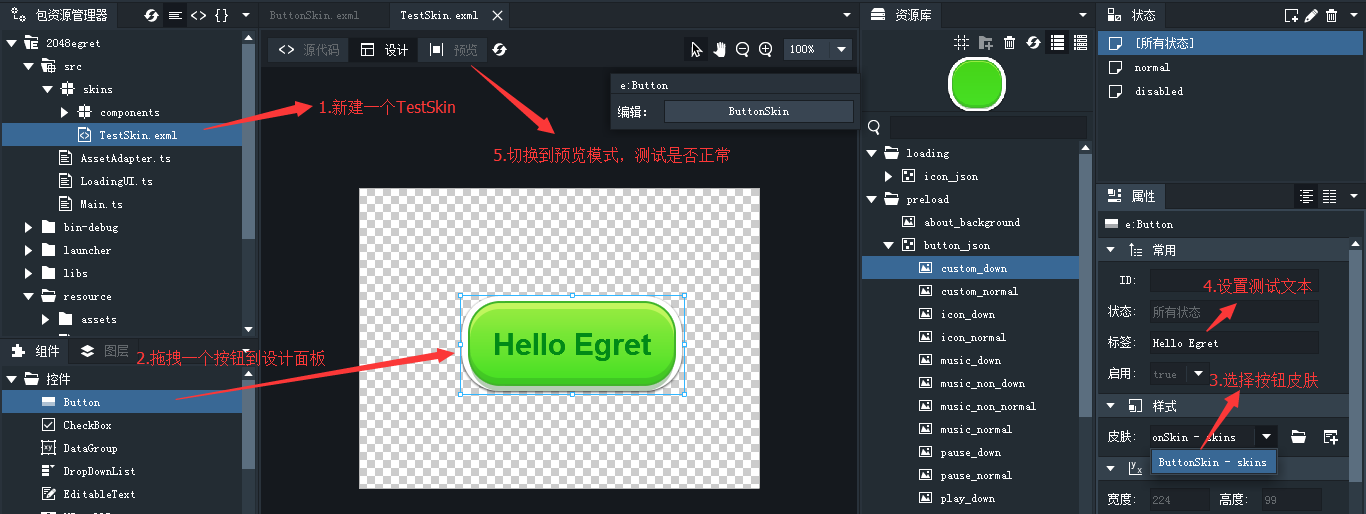 包资源管理器
2048egret
src
skins
components
TestSkin.exml
AssetAdapter.ts
LoadingUI.ts
Main.ts
bin-debug
launcher
libs
resource
assets
组件
图层
控件
Button
CheckBox
DataGroup
DropDownList
EditableText
ButtonSkin.exml
TestSkin.exml
源代码
设计
预览
100%
e:Button
编辑:
ButtonSkin
1.新建一个TestSkin
5.切换到预览模式，测试是否正常
2.拖拽一个按钮到设计面板
Hello Egret
资源库
loading
icon_json
preload
about_background
button_json
custom_down
custom_normal
icon_down
icon_normal
music_down
music_non_down
music_non_normal
music_normal
pause_down
pause_normal
play_down
状态
[所有状态]
normal
disabled
属性
e:Button
常用
ID:
4.设置测试文本
状态:
所有状态
标签:
Hello Egret
启用:
true
3.选择按钮皮肤
样式
皮肤:
onSkin - skins
ButtonSkin - skins
宽度:
224
高度:
99